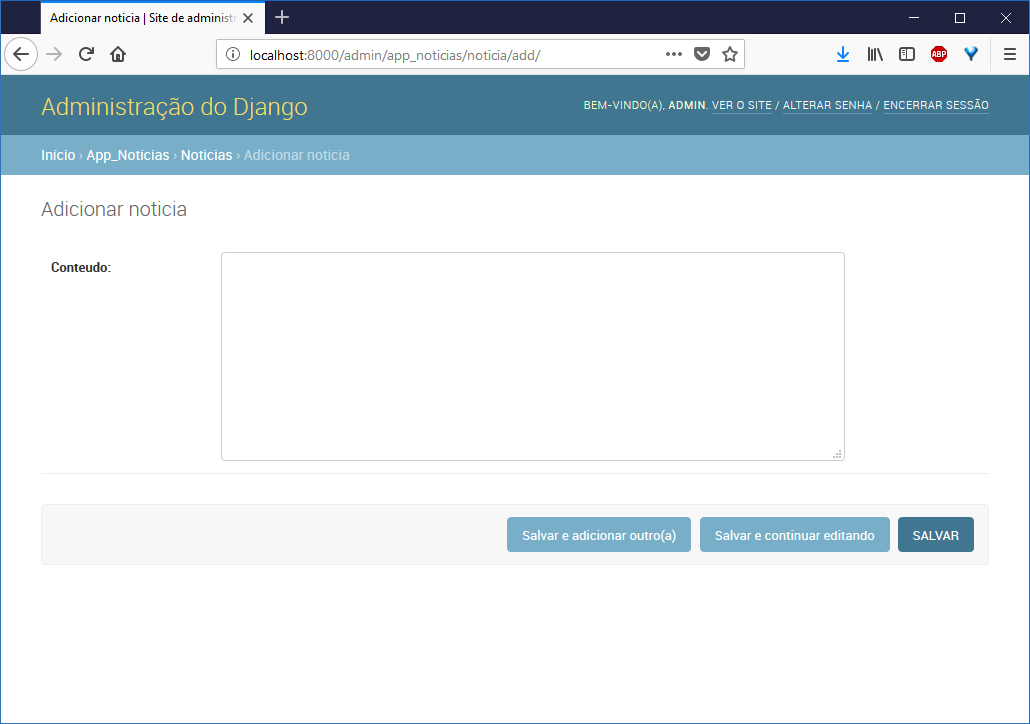 Adicionar noticia | Site de administr
localhost:8000/admin/app_noticias/noticia/add/
ABP
Administração do Django
BEM-VINDO(A), ADMIN. VER O SITE / ALTERAR SENHA / ENCERRAR SESSÃO
Início › App_Noticias › Noticias › Adicionar noticia
Adicionar noticia
Conteudo:
Salvar e adicionar outro(a)
Salvar e continuar editando
SALVAR